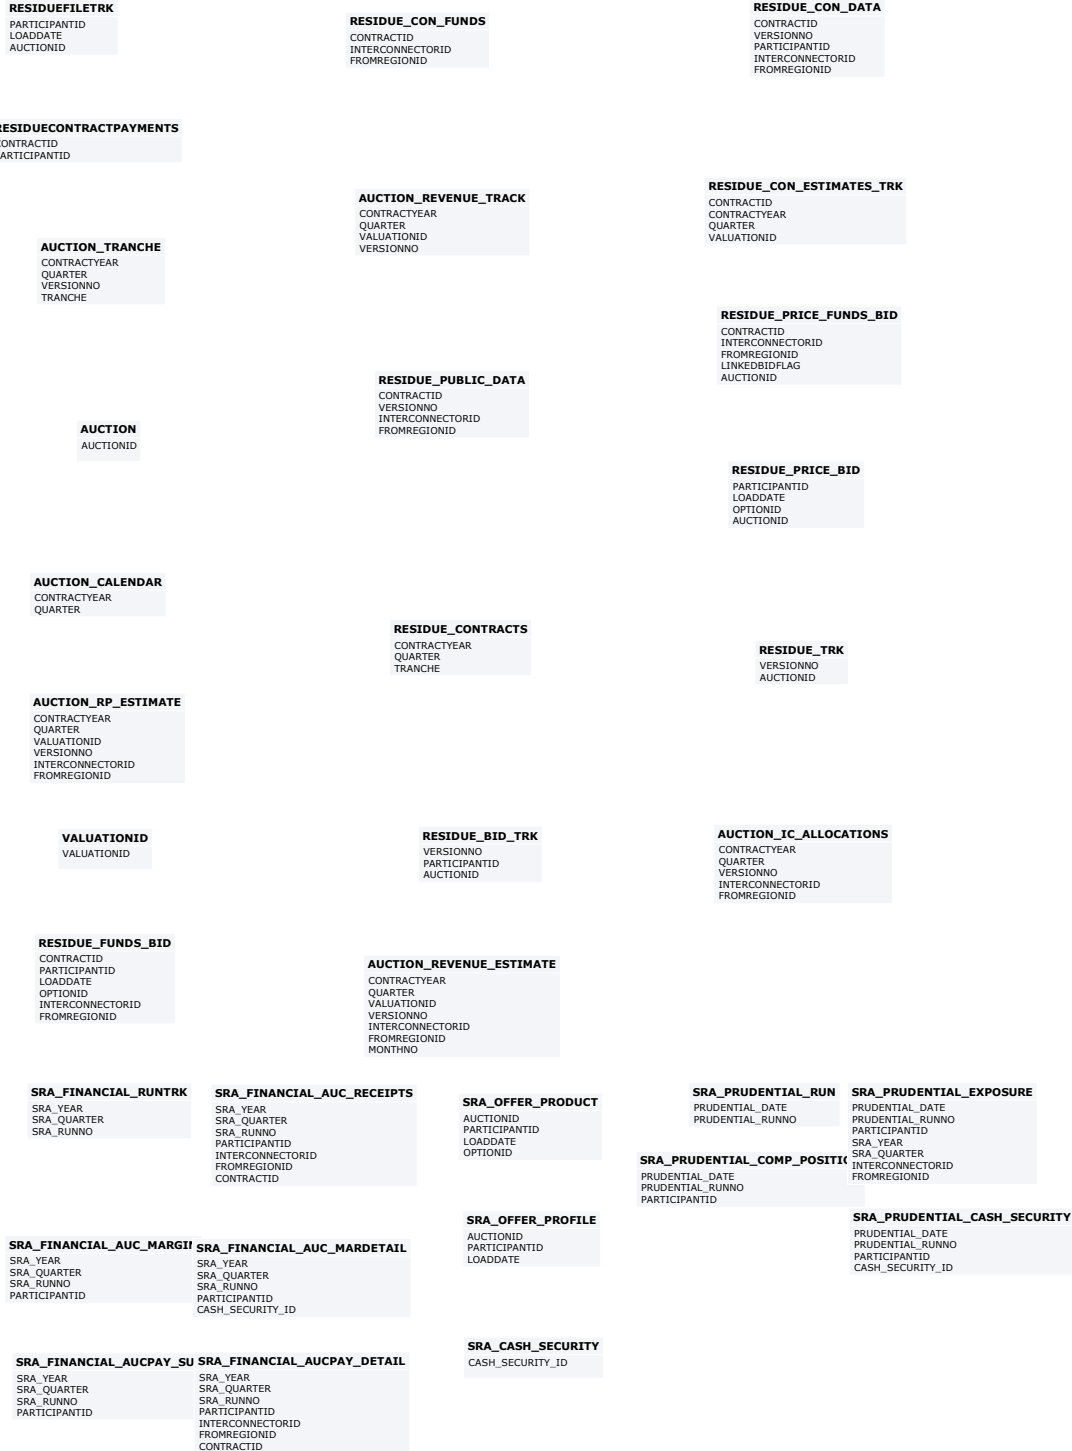 RESIDUEFILETRK
PARTICIPANTID
LOADDATE
AUCTIONID
RESIDUE_CON_FUNDS
CONTRACTID
INTERCONNECTORID
FROMREGIONID
RESIDUE_CON_DATA
CONTRACTID
VERSIONNO
PARTICIPANTID
INTERCONNECTORID
FROMREGIONID
RESIDUECONTRACTPAYMENTS
CONTRACTID
PARTICIPANTID
AUCTION_REVENUE_TRACK
CONTRACTYEAR
QUARTER
VALUATIONID
VERSIONNO
RESIDUE_CON_ESTIMATES_TRK
CONTRACTID
CONTRACTYEAR
QUARTER
VALUATIONID
AUCTION_TRANCHE
CONTRACTYEAR
QUARTER
VERSIONNO
TRANCHE
RESIDUE_PRICE_FUNDS_BID
CONTRACTID
INTERCONNECTORID
FROMREGIONID
LINKEDBIDFLAG
AUCTIONID
RESIDUE_PUBLIC_DATA
CONTRACTID
VERSIONNO
INTERCONNECTORID
FROMREGIONID
AUCTION
AUCTIONID
RESIDUE_PRICE_BID
PARTICIPANTID
LOADDATE
OPTIONID
AUCTIONID
AUCTION_CALENDAR
CONTRACTYEAR
QUARTER
RESIDUE_CONTRACTS
CONTRACTYEAR
QUARTER
TRANCHE
RESIDUE_TRK
VERSIONNO
AUCTIONID
AUCTION_RP_ESTIMATE
CONTRACTYEAR
QUARTER
VALUATIONID
VERSIONNO
INTERCONNECTORID
FROMREGIONID
VALUATIONID
VALUATIONID
RESIDUE_BID_TRK
VERSIONNO
PARTICIPANTID
AUCTIONID
AUCTION_IC_ALLOCATIONS
CONTRACTYEAR
QUARTER
VERSIONNO
INTERCONNECTORID
FROMREGIONID
RESIDUE_FUNDS_BID
CONTRACTID
PARTICIPANTID
LOADDATE
OPTIONID
INTERCONNECTORID
FROMREGIONID
AUCTION_REVENUE_ESTIMATE
CONTRACTYEAR
QUARTER
VALUATIONID
VERSIONNO
INTERCONNECTORID
FROMREGIONID
MONTHNO
SRA_FINANCIAL_RUNTRK
SRA_YEAR
SRA_QUARTER
SRA_RUNNO
SRA_FINANCIAL_AUC_RECEIPTS
SRA_YEAR
SRA_QUARTER
SRA_RUNNO
PARTICIPANTID
INTERCONNECTORID
FROMREGIONID
CONTRACTID
SRA_OFFER_PRODUCT
AUCTIONID
PARTICIPANTID
LOADDATE
OPTIONID
SRA_PRUDENTIAL_RUN
PRUDENTIAL_DATE
PRUDENTIAL_RUNNO
SRA_PRUDENTIAL_EXPOSURE
PRUDENTIAL_DATE
PRUDENTIAL_RUNNO
PARTICIPANTID
SRA_YEAR
SRA_QUARTER
INTERCONNECTORID
FROMREGIONID
SRA_PRUDENTIAL_COMP_POSITIO
PRUDENTIAL_DATE
PRUDENTIAL_RUNNO
PARTICIPANTID
SRA_OFFER_PROFILE
AUCTIONID
PARTICIPANTID
LOADDATE
SRA_PRUDENTIAL_CASH_SECURITY
PRUDENTIAL_DATE
PRUDENTIAL_RUNNO
PARTICIPANTID
CASH_SECURITY_ID
SRA_FINANCIAL_AUC_MARGIN
SRA_YEAR
SRA_QUARTER
SRA_RUNNO
PARTICIPANTID
SRA_FINANCIAL_AUC_MARDETAIL
SRA_YEAR
SRA_QUARTER
SRA_RUNNO
PARTICIPANTID
CASH_SECURITY_ID
SRA_CASH_SECURITY
CASH_SECURITY_ID
SRA_FINANCIAL_AUCPAY_SU
SRA_YEAR
SRA_QUARTER
SRA_RUNNO
PARTICIPANTID
SRA_FINANCIAL_AUCPAY_DETAIL
SRA_YEAR
SRA_QUARTER
SRA_RUNNO
PARTICIPANTID
INTERCONNECTORID
FROMREGIONID
CONTRACTID